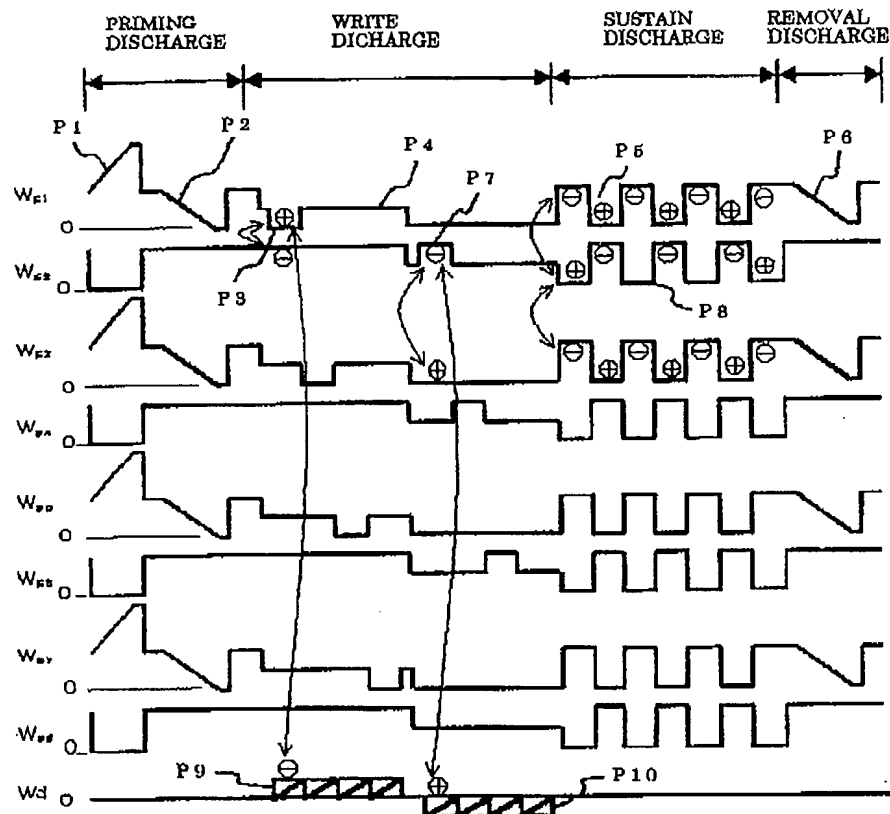 PRIMING DISCHARGE
WRITE DICHARGE
SUSTAIN DISCHARGE
REMOVAL DISCHARGE
P1
P2
P4
P7
P5
P6
0
P3
0
P8
0
0
0
0
0
0
P9
Wd 0
P10